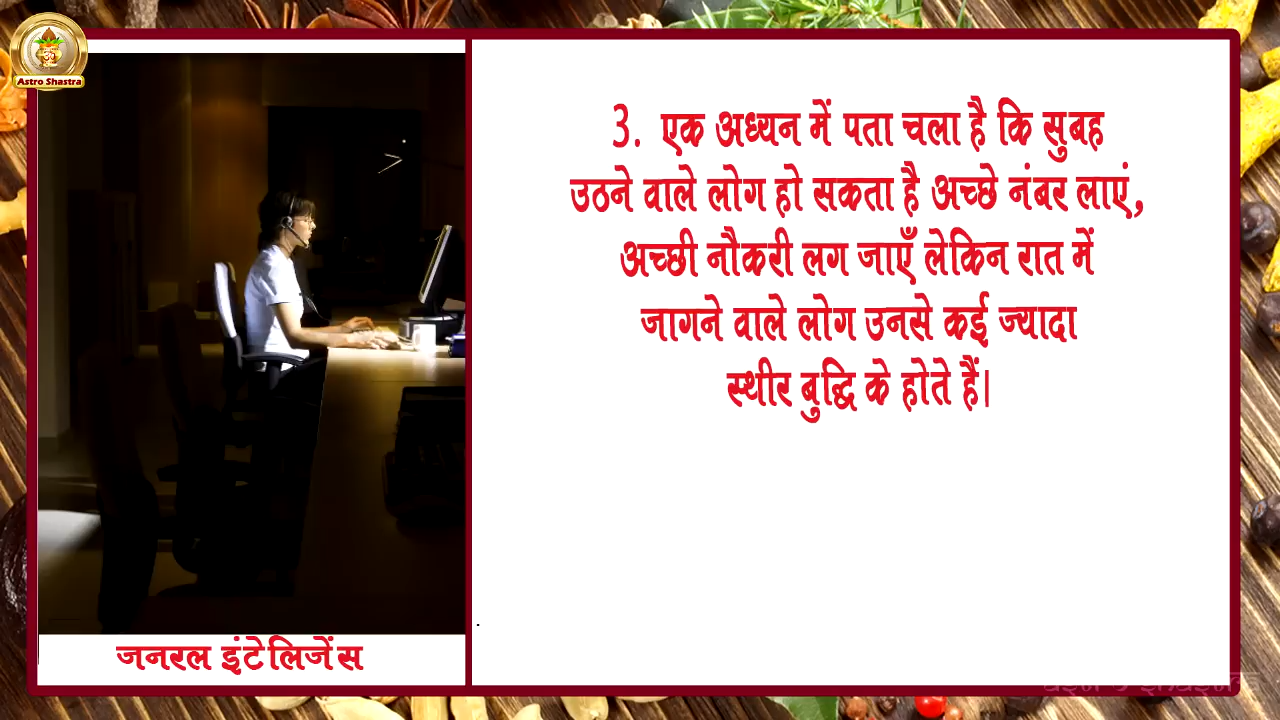 Astro Shastra
3. एक अध्यन में पता चला है कि सुबह
उठने वाले लोग हो सकता है अच्छे नंबर लाएं,
अच्छी नौकरी लग जाएँ लेकिन रात में
जागने वाले लोग उनसे कई ज्यादा
स्थीर बुद्धि के होते हैं।
जनरल इंटेलिजेंस